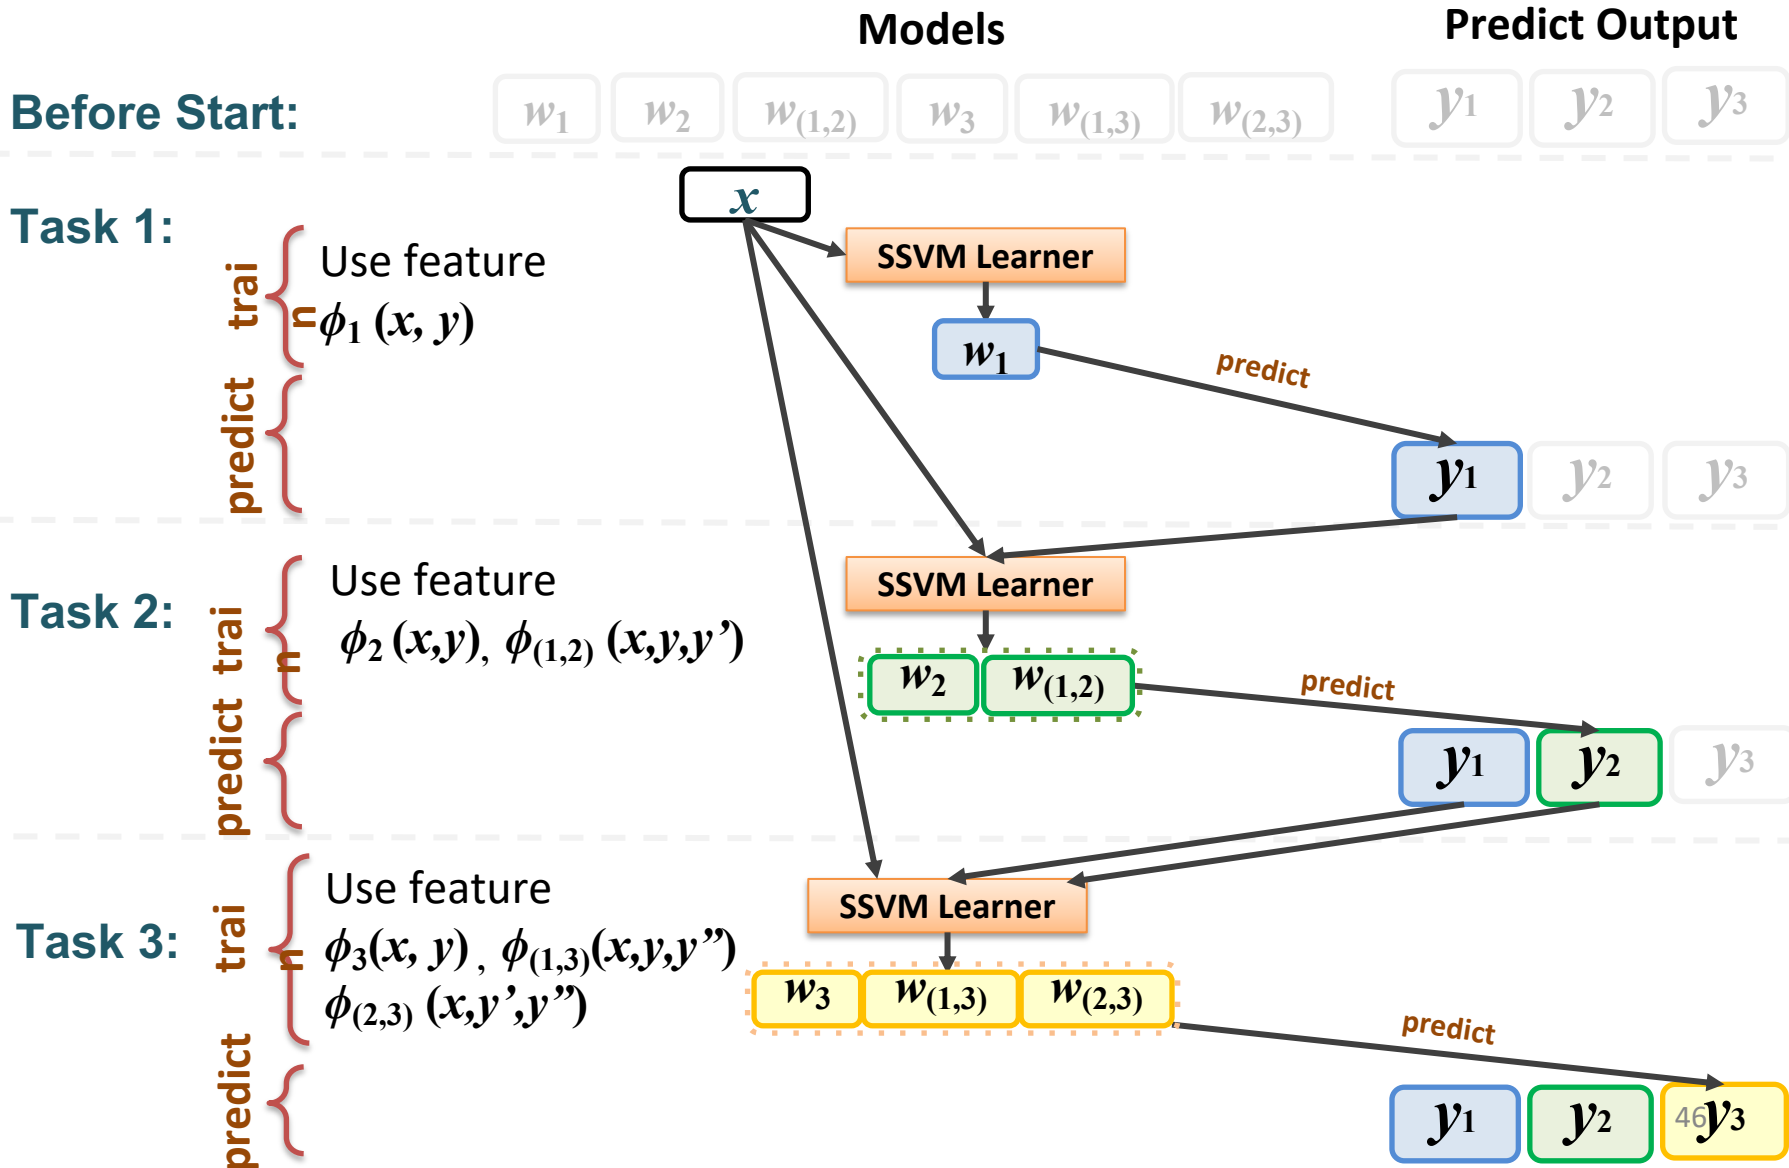 Models
Predict Output
Before Start:
w1 w2 w(1,2) w3 w(1,3) w(2,3) y1 y2 y3
x
Task 1:
SSVM Learner
Use feature
ϕ1 (x, y)
trai
n
w1
predict
predict
y1 y2 y3
SSVM Learner
Use feature
Task 2:
ϕ2 (x,y), ϕ(1,2) (x,y,y’)
trai
n
w2 w(1,2)
predict
predict
y1 y2 y3
Use feature
SSVM Learner
Task 3:
ϕ3(x, y) , ϕ(1,3)(x,y,y”)
trai
n
ϕ(2,3) (x,y’,y”)
w3 w(1,3) w(2,3)
predict
predict
y1 y2 46 y3